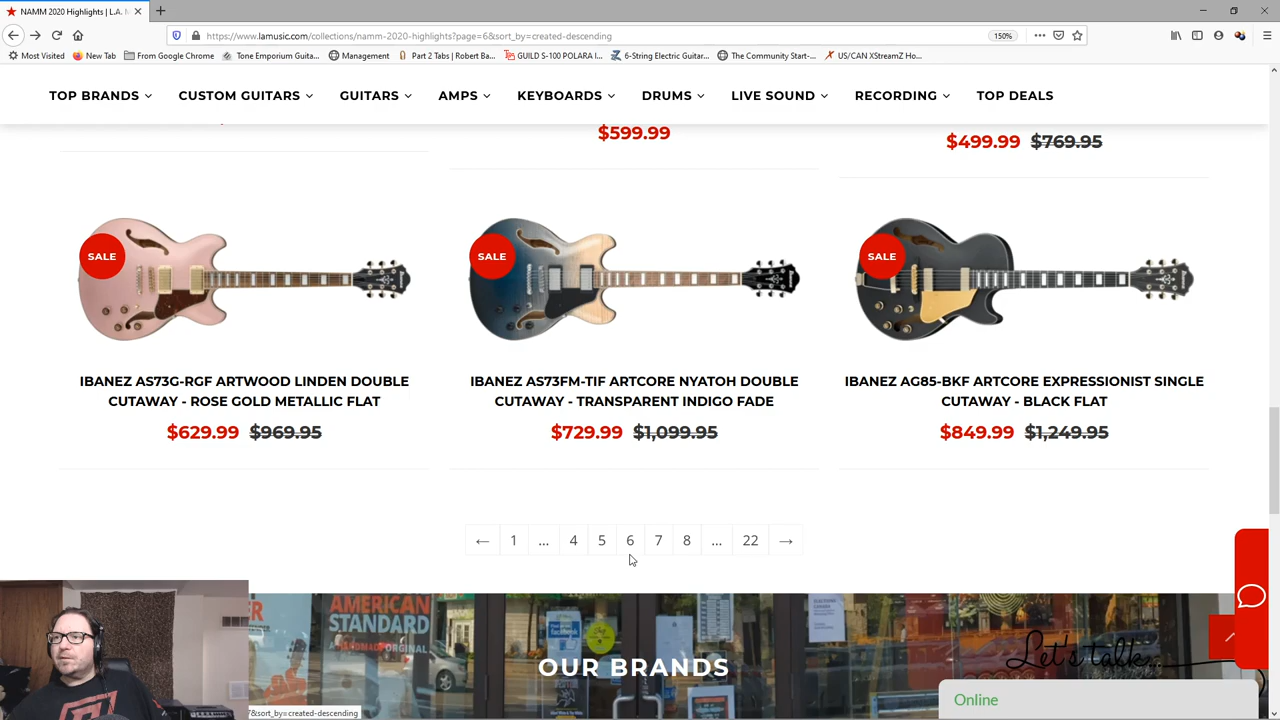 NAMM 2020 Highlights | L.A. M
https://www.lamusic.com/collections/namm-2020-highlights?page=6&sort_by=created-descending
150%
Most Visited
New Tab
From Google Chrome
Tone Emporium Guita...
Management
Part 2 Tabs | Robert Ba...
GUILD S-100 POLARA I...
6-String Electric Guitar...
The Community Start-...
US/CAN XStreamZ Ho...
TOP BRANDS
CUSTOM GUITARS
GUITARS
AMPS
KEYBOARDS
DRUMS
LIVE SOUND
RECORDING
TOP DEALS
$599.99
$499.99 $769.95
SALE
SALE
SALE
IBANEZ AS73G-RGF ARTWOOD LINDEN DOUBLE
CUTAWAY - ROSE GOLD METALLIC FLAT
$629.99 $969.95
IBANEZ AS73FM-TIF ARTCORE NYATOH DOUBLE
CUTAWAY - TRANSPARENT INDIGO FADE
$729.99 $1,099.95
IBANEZ AG85-BKF ARTCORE EXPRESSIONIST SINGLE
CUTAWAY - BLACK FLAT
$849.99 $1,249.95
← 1 ... 4 5 6 7 8 ... 22 →
AMERICAN
STANDARD
ORIGINAL
facebook
OUR BRANDS
Let's talk...
Online
&sort_by=created-descending